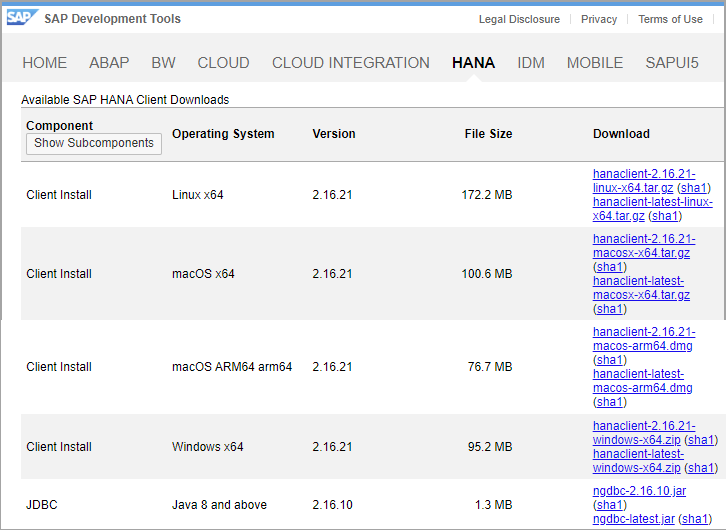 SAP SAP Development Tools Legal Disclosure Privacy Terms of Use
HOME ABAP BW CLOUD CLOUD INTEGRATION HANA IDM MOBILE SAPUI5
Available SAP HANA Client Downloads
Component Operating System Version File Size Download
Show Subcomponents
Client Install Linux x64 2.16.21 172.2 MB
hanaclient-2.16.21-
linux-x64.tar.gz (sha1)
hanaclient-latest-linux-
x64.tar.gz (sha1)
Client Install macOS x64 2.16.21 100.6 MB
hanaclient-2.16.21-
macosx-x64.tar.gz
(sha1)
hanaclient-latest-
macosx-x64.tar.gz
(sha1)
Client Install macOS ARM64 arm64 2.16.21 76.7 MB
hanaclient-2.16.21-
macos-arm64.dmg
(sha1)
hanaclient-latest-
macos-arm64.dmg
(sha1)
Client Install Windows x64 2.16.21 95.2 MB
hanaclient-2.16.21-
windows-x64.zip (sha1)
hanaclient-latest-
windows-x64.zip (sha1)
JDBC Java 8 and above 2.16.10 1.3 MB
ngdbc-2.16.10.jar
(sha1)
ngdbc-latest.jar (sha1)